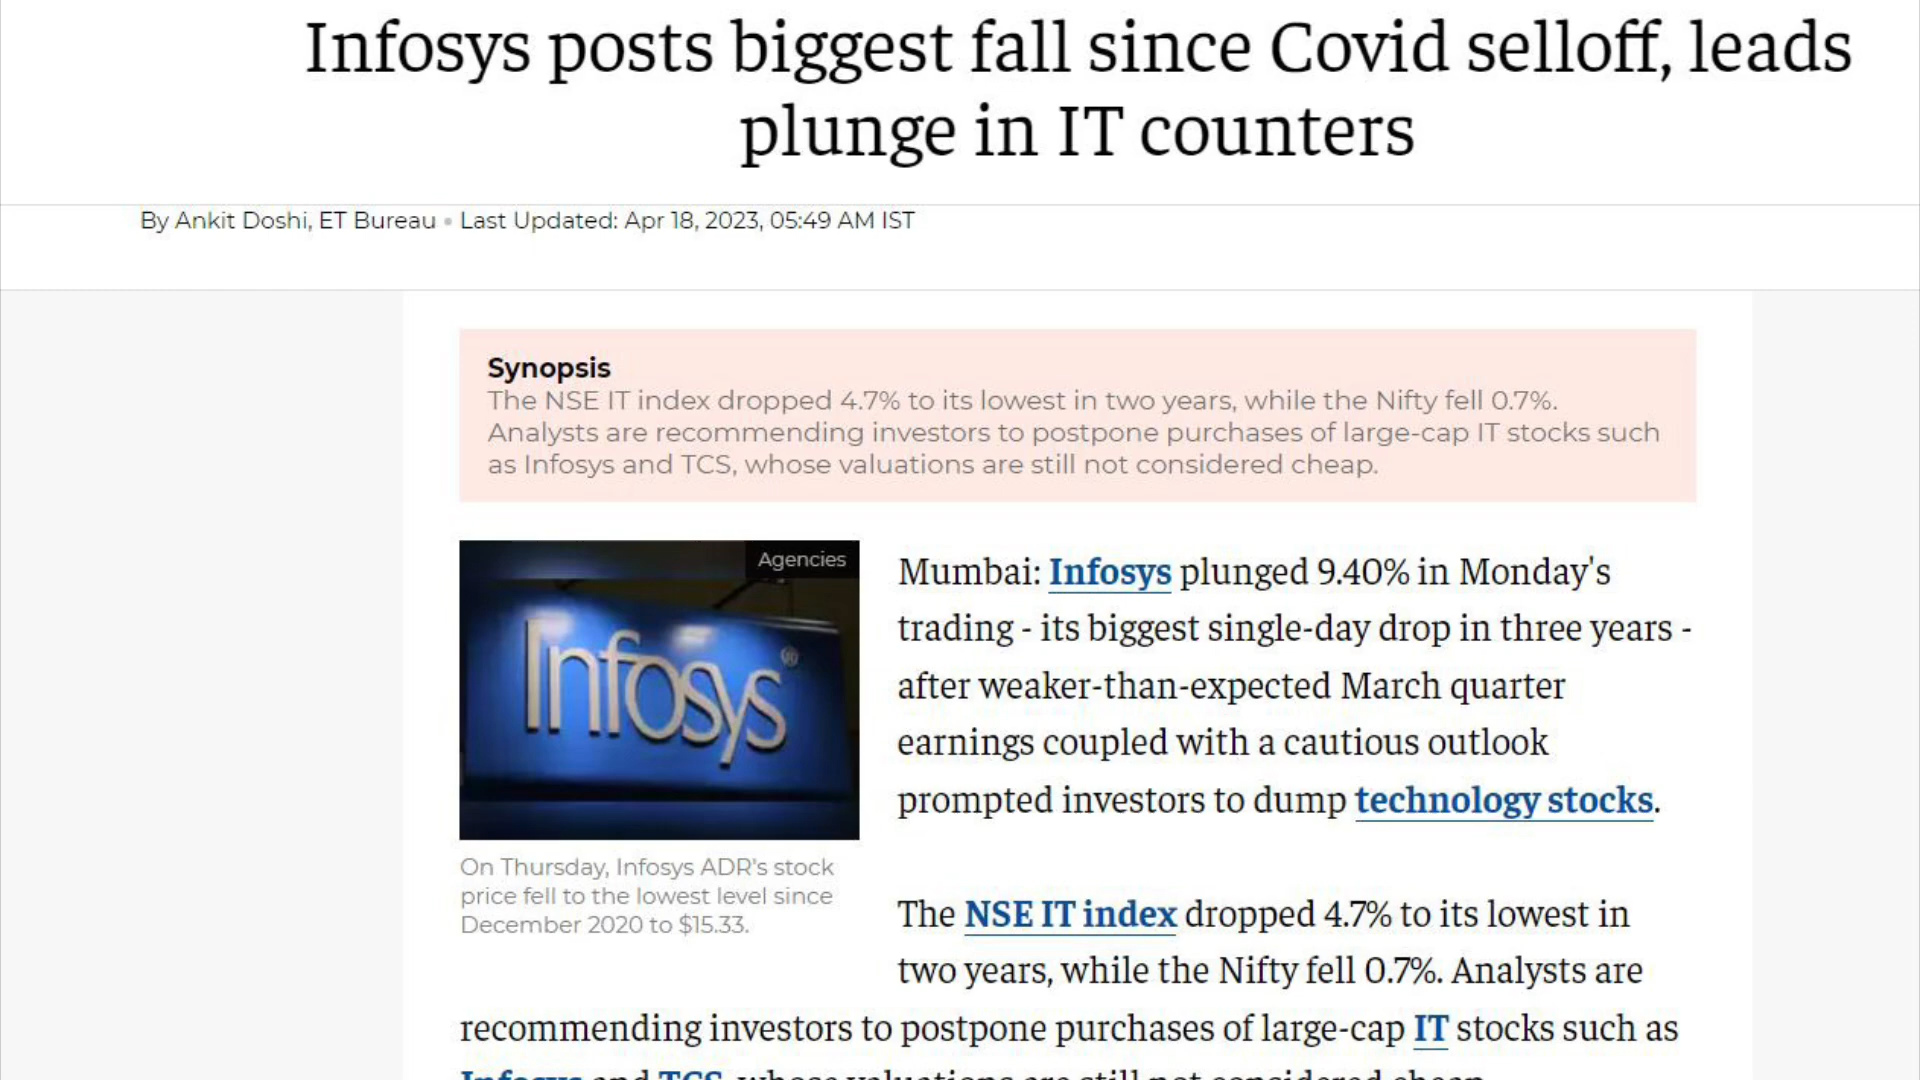 Infosys posts biggest fall since Covid selloff, leads
plunge in IT counters
By Ankit Doshi, ET Bureau • Last Updated: Apr 18, 2023, 05:49 AM IST
Synopsis
The NSE IT index dropped 4.7% to its lowest in two years, while the Nifty fell 0.7%.
Analysts are recommending investors to postpone purchases of large-cap IT stocks such
as Infosys and TCS, whose valuations are still not considered cheap.
Agencies
Infosys®
On Thursday, Infosys ADR's stock
price fell to the lowest level since
December 2020 to $15.33.
Mumbai: Infosys plunged 9.40% in Monday's
trading - its biggest single-day drop in three years -
after weaker-than-expected March quarter
earnings coupled with a cautious outlook
prompted investors to dump technology stocks.
The NSE IT index dropped 4.7% to its lowest in
two years, while the Nifty fell 0.7%. Analysts are
recommending investors to postpone purchases of large-cap IT stocks such as
Infosys and TCS, whose valuations are still not considered cheap.